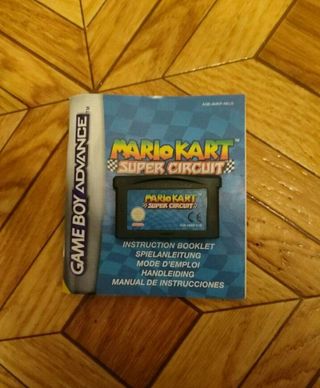 GAME BOY ADVANCE
MARIO KART
SUPER CIRCUIT
MARIO KART
SUPER CIRCUIT
CE
INSTRUCTION BOOKLET
SPIELANLEITUNG
MODE D'EMPLOI
HANDLEIDING
MANUAL DE INSTRUCCIONES